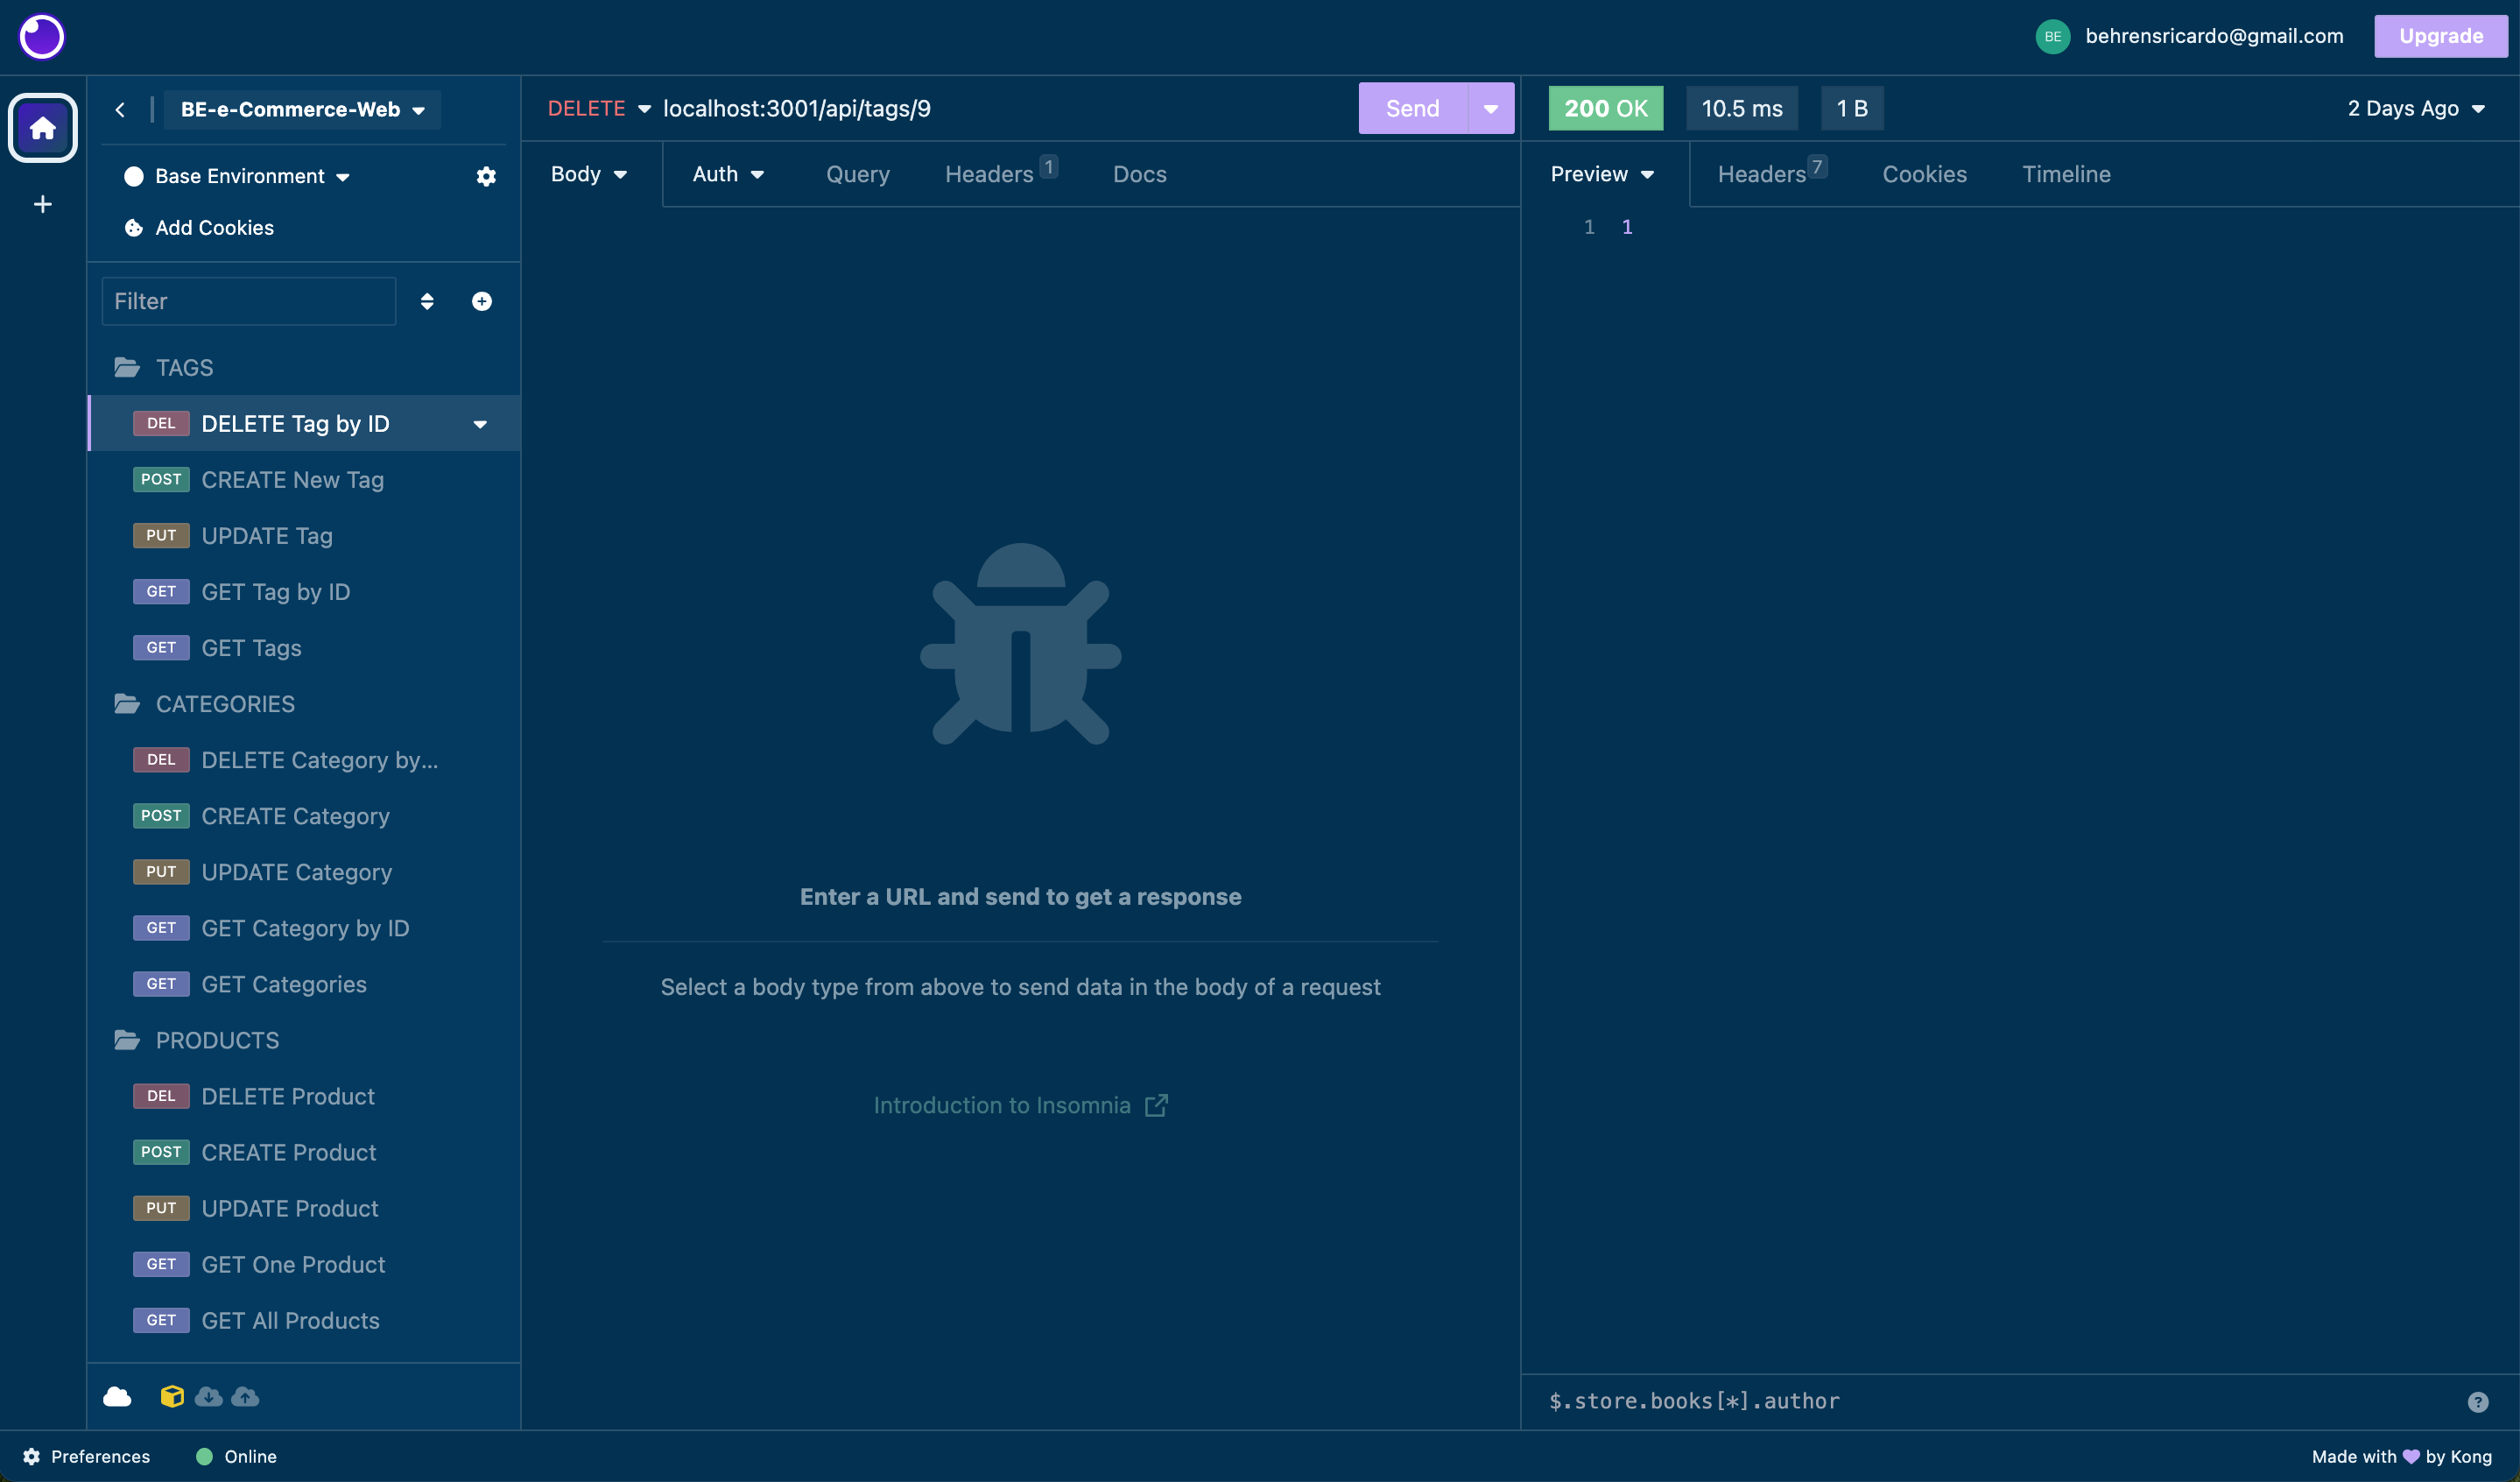 BE behrensricardo@gmail.com Upgrade
BE-e-Commerce-Web
Base Environment
Add Cookies
Filter
TAGS
DEL DELETE Tag by ID
POST CREATE New Tag
PUT UPDATE Tag
GET GET Tag by ID
GET GET Tags
CATEGORIES
DEL DELETE Category by...
POST CREATE Category
PUT UPDATE Category
GET GET Category by ID
GET GET Categories
PRODUCTS
DEL DELETE Product
POST CREATE Product
PUT UPDATE Product
GET GET One Product
GET GET All Products
DELETE localhost:3001/api/tags/9 Send
Body Auth Query Headers 1 Docs
Enter a URL and send to get a response
Select a body type from above to send data in the body of a request
Introduction to Insomnia
200 OK 10.5 ms 1 B 2 Days Ago
Preview Headers 7 Cookies Timeline
1 1
$.store.books[*].author
Preferences Online Made with 💜 by Kong